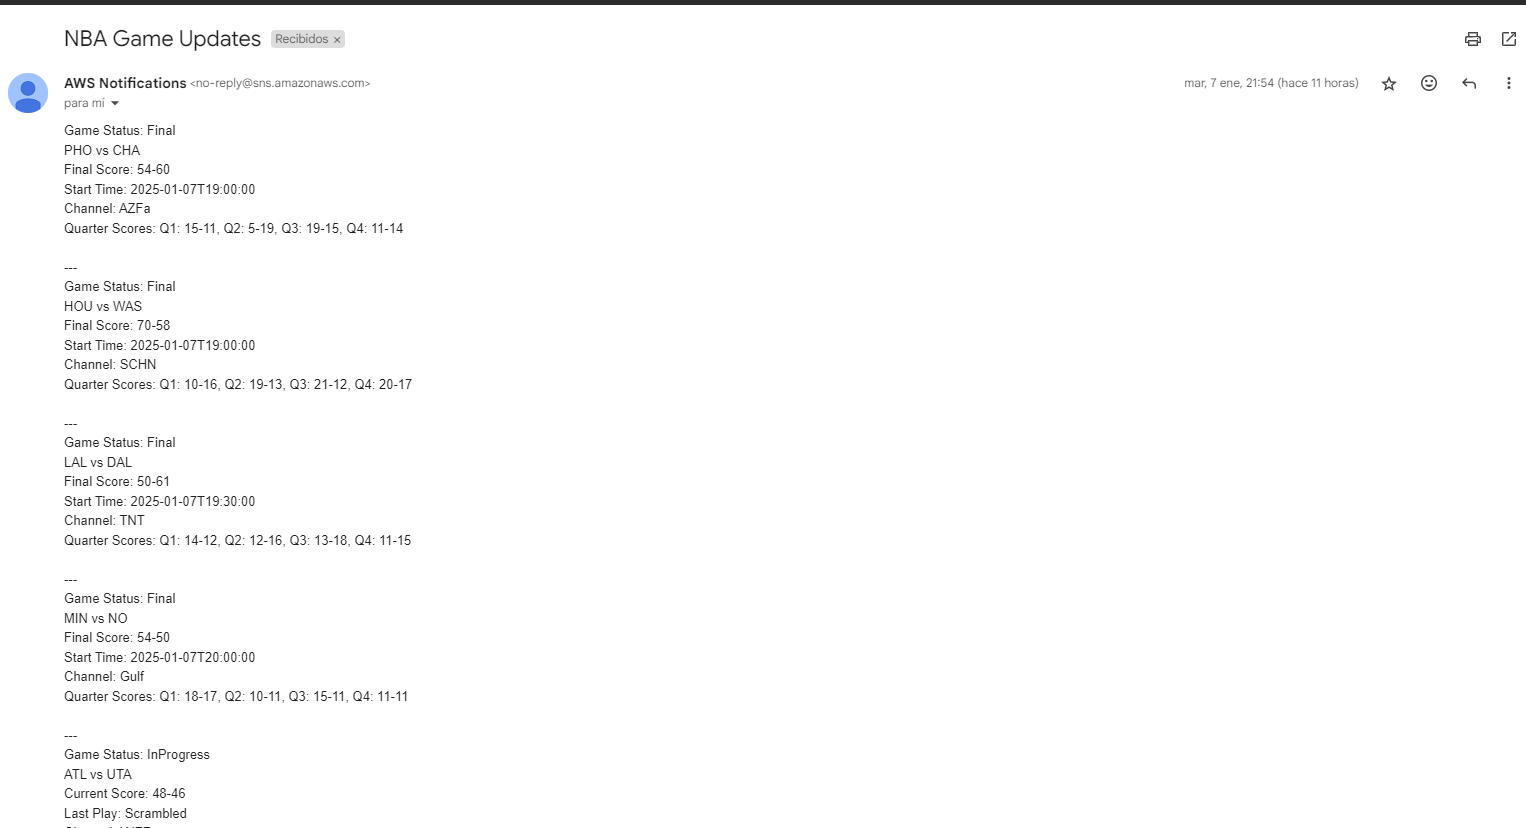 NBA Game Updates Recibidos ×
AWS Notifications <no-reply@sns.amazonaws.com> mar, 7 ene, 21:54 (hace 11 horas)
para mí
Game Status: Final
PHO vs CHA
Final Score: 54-60
Start Time: 2025-01-07T19:00:00
Channel: AZFa
Quarter Scores: Q1: 15-11, Q2: 5-19, Q3: 19-15, Q4: 11-14
---
Game Status: Final
HOU vs WAS
Final Score: 70-58
Start Time: 2025-01-07T19:00:00
Channel: SCHN
Quarter Scores: Q1: 10-16, Q2: 19-13, Q3: 21-12, Q4: 20-17
---
Game Status: Final
LAL vs DAL
Final Score: 50-61
Start Time: 2025-01-07T19:30:00
Channel: TNT
Quarter Scores: Q1: 14-12, Q2: 12-16, Q3: 13-18, Q4: 11-15
---
Game Status: Final
MIN vs NO
Final Score: 54-50
Start Time: 2025-01-07T20:00:00
Channel: Gulf
Quarter Scores: Q1: 18-17, Q2: 10-11, Q3: 15-11, Q4: 11-11
---
Game Status: InProgress
ATL vs UTA
Current Score: 48-46
Last Play: Scrambled